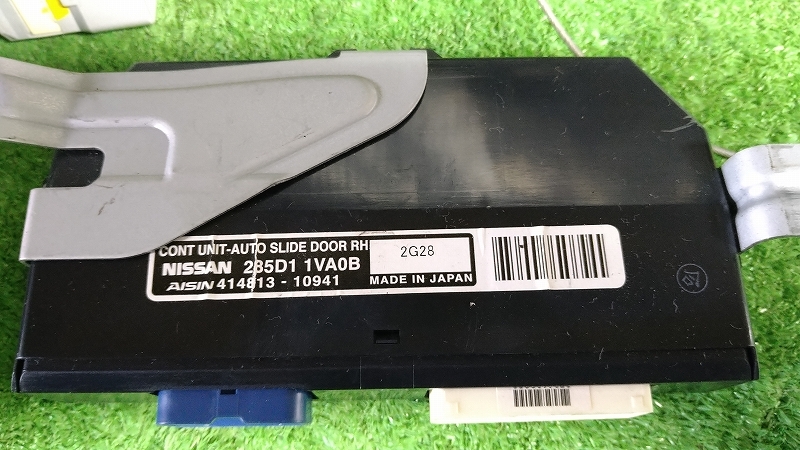 CONT UNIT-AUTO SLIDE DOOR RH
2G28
NISSAN 285D1 1VA0B
AISIN 414813 - 10941
MADE IN JAPAN